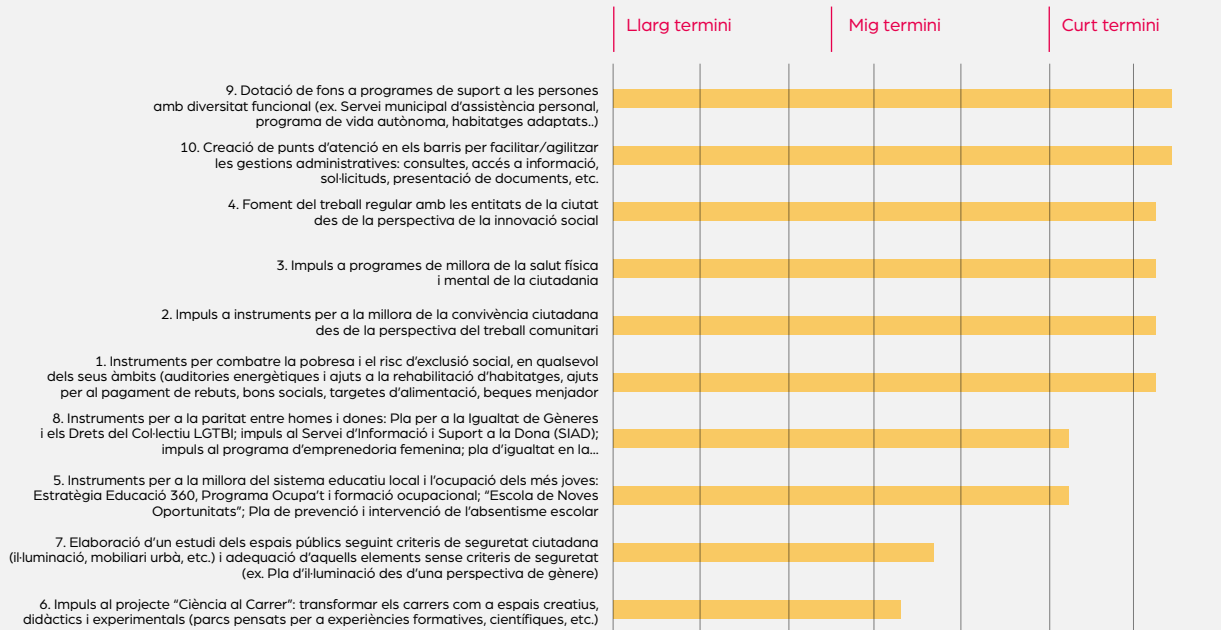 Llarg termini
Mig termini
Curt termini
9. Dotació de fons a programes de suport a les persones
amb diversitat funcional (ex. Servei municipal d'assistència personal,
programa de vida autònoma, habitatges adaptats..)
10. Creació de punts d'atenció en els barris per facilitar/agilitzar
les gestions administratives: consultes, accés a informació,
sol·licituds, presentació de documents, etc.
4. Foment del treball regular amb les entitats de la ciutat
des de la perspectiva de la innovació social
3. Impuls a programes de millora de la salut física
i mental de la ciutadania
2. Impuls a instruments per a la millora de la convivència ciutadana
des de la perspectiva del treball comunitari
1. Instruments per combatre la pobresa i el risc d'exclusió social, en qualsevol
dels seus àmbits (auditories energètiques i ajuts a la rehabilitació d'habitatges, ajuts
per al pagament de rebuts, bons socials, targetes d'alimentació, beques menjador
8. Instruments per a la paritat entre homes i dones: Pla per a la Igualtat de Gèneres
i els Drets del Col·lectiu LGTBI; impuls al Servei d'Informació i Suport a la Dona (SIAD);
impuls al programa d'emprenedoria femenina; pla d'igualtat en la...
5. Instruments per a la millora del sistema educatiu local i l'ocupació dels més joves:
Estratègia Educació 360, Programa Ocupa't i formació ocupacional; "Escola de Noves
Oportunitats"; Pla de prevenció i intervenció de l'absentisme escolar
7. Elaboració d'un estudi dels espais públics seguint criteris de seguretat ciutadana
(il·luminació, mobiliari urbà, etc.) i adequació d'aquells elements sense criteris de seguretat
(ex. Pla d'il·luminació des d'una perspectiva de gènere)
6. Impuls al projecte "Ciència al Carrer": transformar els carrers com a espais creatius,
didàctics i experimentals (parcs pensats per a experiències formatives, científiques, etc.)